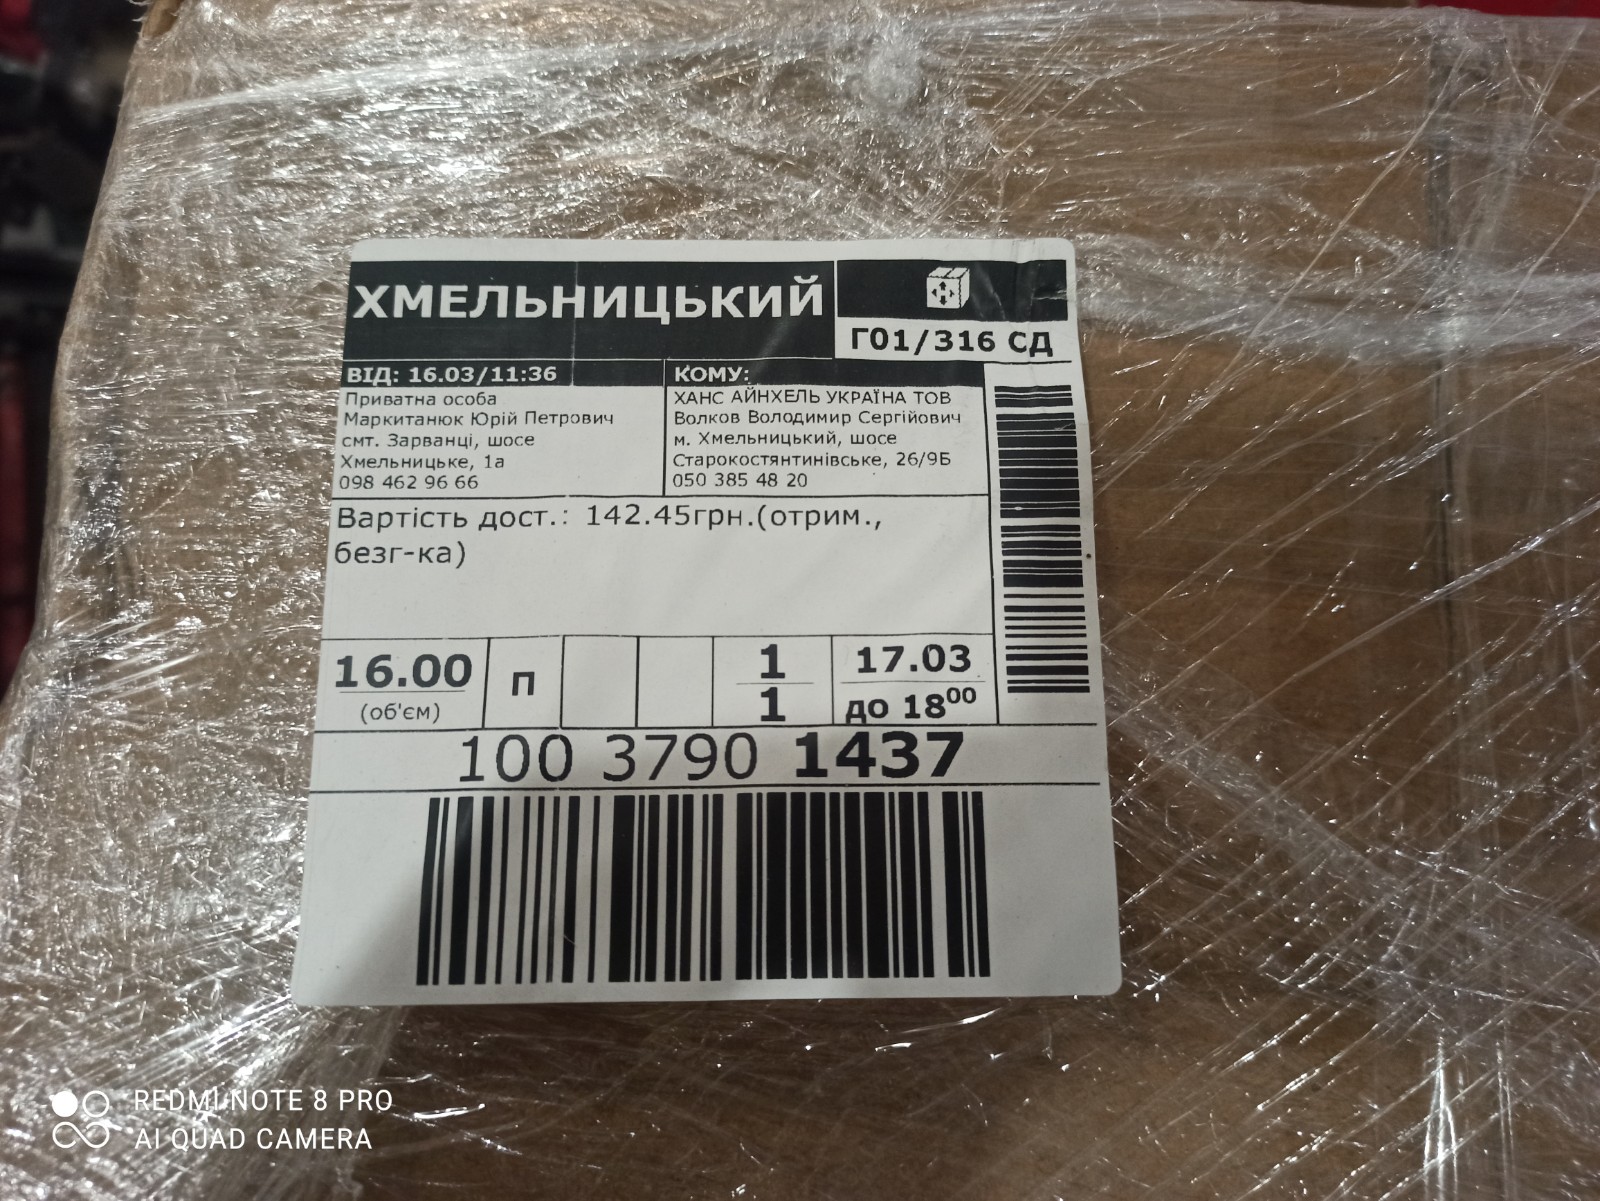 ХМЕЛЬНИЦЬКИЙ
Г01/316 СД
ВІД: 16.03/11:36
Приватна особа
Маркитанюк Юрій Петрович
смт. Зарванці, шосе
Хмельницьке, 1а
098 462 96 66
КОМУ:
ХАНС АЙНХЕЛЬ УКРАЇНА ТОВ
Волков Володимир Сергійович
м. Хмельницький, шосе
Старокостянтинівське, 26/9Б
050 385 48 20
Вартість дост.: 142.45грн.(отрим.,
безг-ка)
16.00
(об'єм)
п
1
1
17.03
до 18⁰⁰
100 3790 1437
REDMI NOTE 8 PRO
AI QUAD CAMERA